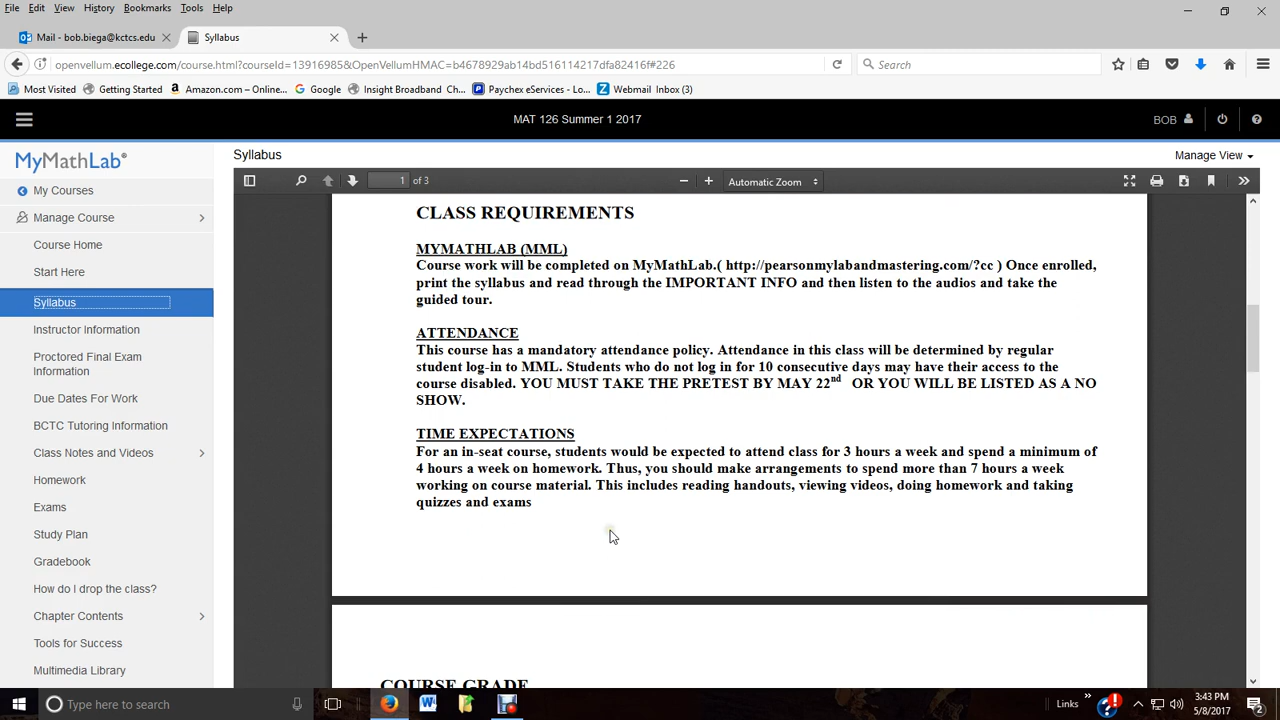 File Edit View History Bookmarks Tools Help
Mail - bob.biega@kctcs.edu
Syllabus
openvellum.ecollege.com/course.html?courseId=13916985&OpenVellumHMAC=b4678929ab14bd516114217dfa82416f#226
Search
Most Visited Getting Started Amazon.com – Online... Google Insight Broadband Ch... Paychex eServices - Lo... Webmail Inbox (3)
MAT 126 Summer 1 2017
BOB
MyMathLab®
My Courses
Manage Course
Course Home
Start Here
Syllabus
Instructor Information
Proctored Final Exam
Information
Due Dates For Work
BCTC Tutoring Information
Class Notes and Videos
Homework
Exams
Study Plan
Gradebook
How do I drop the class?
Chapter Contents
Tools for Success
Multimedia Library
Syllabus
Manage View
1 of 3
Automatic Zoom
CLASS REQUIREMENTS
MYMATHLAB (MML)
Course work will be completed on MyMathLab.( http://pearsonmylabandmastering.com/?cc ) Once enrolled,
print the syllabus and read through the IMPORTANT INFO and then listen to the audios and take the
guided tour.
ATTENDANCE
This course has a mandatory attendance policy. Attendance in this class will be determined by regular
student log-in to MML. Students who do not log in for 10 consecutive days may have their access to the
course disabled. YOU MUST TAKE THE PRETEST BY MAY 22nd OR YOU WILL BE LISTED AS A NO
SHOW.
TIME EXPECTATIONS
For an in-seat course, students would be expected to attend class for 3 hours a week and spend a minimum of
4 hours a week on homework. Thus, you should make arrangements to spend more than 7 hours a week
working on course material. This includes reading handouts, viewing videos, doing homework and taking
quizzes and exams
COURSE GRADE
Type here to search
Links
3:43 PM
5/8/2017
2